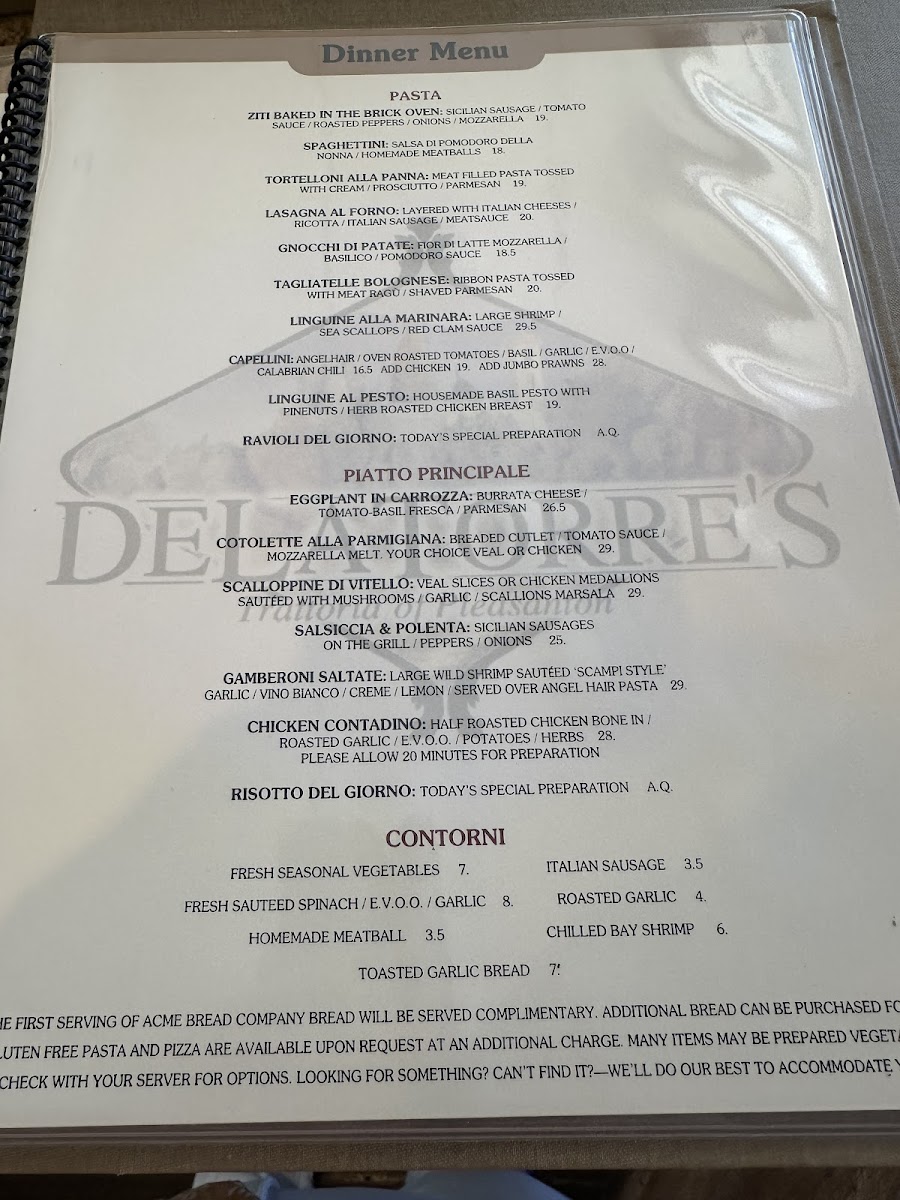 Dinner Menu
PASTA
ZITI BAKED IN THE BRICK OVEN: SICILIAN SAUSAGE / TOMATO
SAUCE / ROASTED PEPPERS / ONIONS / MOZZARELLA 19.
SPAGHETTINI: SALSA DI POMODORO DELLA
NONNA / HOMEMADE MEATBALLS 18.
TORTELLONI ALLA PANNA: MEAT FILLED PASTA TOSSED
WITH CREAM / PROSCIUTTO / PARMESAN 19.
LASAGNA AL FORNO: LAYERED WITH ITALIAN CHEESES /
RICOTTA / ITALIAN SAUSAGE / MEATSAUCE 20.
GNOCCHI DI PATATE: FIOR DI LATTE MOZZARELLA /
BASILICO / POMODORO SAUCE 18.5
TAGLIATELLE BOLOGNESE: RIBBON PASTA TOSSED
WITH MEAT RAGÙ / SHAVED PARMESAN 20.
LINGUINE ALLA MARINARA: LARGE SHRIMP /
SEA SCALLOPS / RED CLAM SAUCE 29.5
CAPELLINI: ANGELHAIR / OVEN ROASTED TOMATOES / BASIL / GARLIC / E.V.O.O /
CALABRIAN CHILI 16.5 ADD CHICKEN 19. ADD JUMBO PRAWNS 28.
LINGUINE AL PESTO: HOUSEMADE BASIL PESTO WITH
PINENUTS / HERB ROASTED CHICKEN BREAST 19.
RAVIOLI DEL GIORNO: TODAY'S SPECIAL PREPARATION A.Q.
PIATTO PRINCIPALE
EGGPLANT IN CARROZZA: BURRATA CHEESE /
TOMATO-BASIL FRESCA / PARMESAN 26.5
DELATORRE'S
COTOLETTE ALLA PARMIGIANA: BREADED CUTLET / TOMATO SAUCE /
MOZZARELLA MELT. YOUR CHOICE VEAL OR CHICKEN 29.
SCALLOPPINE DI VITELLO: VEAL SLICES OR CHICKEN MEDALLIONS
SAUTÉED WITH MUSHROOMS / GARLIC / SCALLIONS MARSALA 29.
Trattoria of Pleasanton
SALSICCIA & POLENTA: SICILIAN SAUSAGES
ON THE GRILL / PEPPERS / ONIONS 25.
GAMBERONI SALTATE: LARGE WILD SHRIMP SAUTÉED 'SCAMPI STYLE'
GARLIC / VINO BIANCO / CREME / LEMON / SERVED OVER ANGEL HAIR PASTA 29.
CHICKEN CONTADINO: HALF ROASTED CHICKEN BONE IN /
ROASTED GARLIC / E.V.O.O. / POTATOES / HERBS 28.
PLEASE ALLOW 20 MINUTES FOR PREPARATION
RISOTTO DEL GIORNO: TODAY'S SPECIAL PREPARATION A.Q.
CONTORNI
FRESH SEASONAL VEGETABLES 7. ITALIAN SAUSAGE 3.5
FRESH SAUTEED SPINACH / E.V.O.O. / GARLIC 8. ROASTED GARLIC 4.
HOMEMADE MEATBALL 3.5 CHILLED BAY SHRIMP 6.
TOASTED GARLIC BREAD 7.
HE FIRST SERVING OF ACME BREAD COMPANY BREAD WILL BE SERVED COMPLIMENTARY. ADDITIONAL BREAD CAN BE PURCHASED FO
LUTEN FREE PASTA AND PIZZA ARE AVAILABLE UPON REQUEST AT AN ADDITIONAL CHARGE. MANY ITEMS MAY BE PREPARED VEGETA
CHECK WITH YOUR SERVER FOR OPTIONS. LOOKING FOR SOMETHING? CAN'T FIND IT?—WE'LL DO OUR BEST TO ACCOMMODATE Y